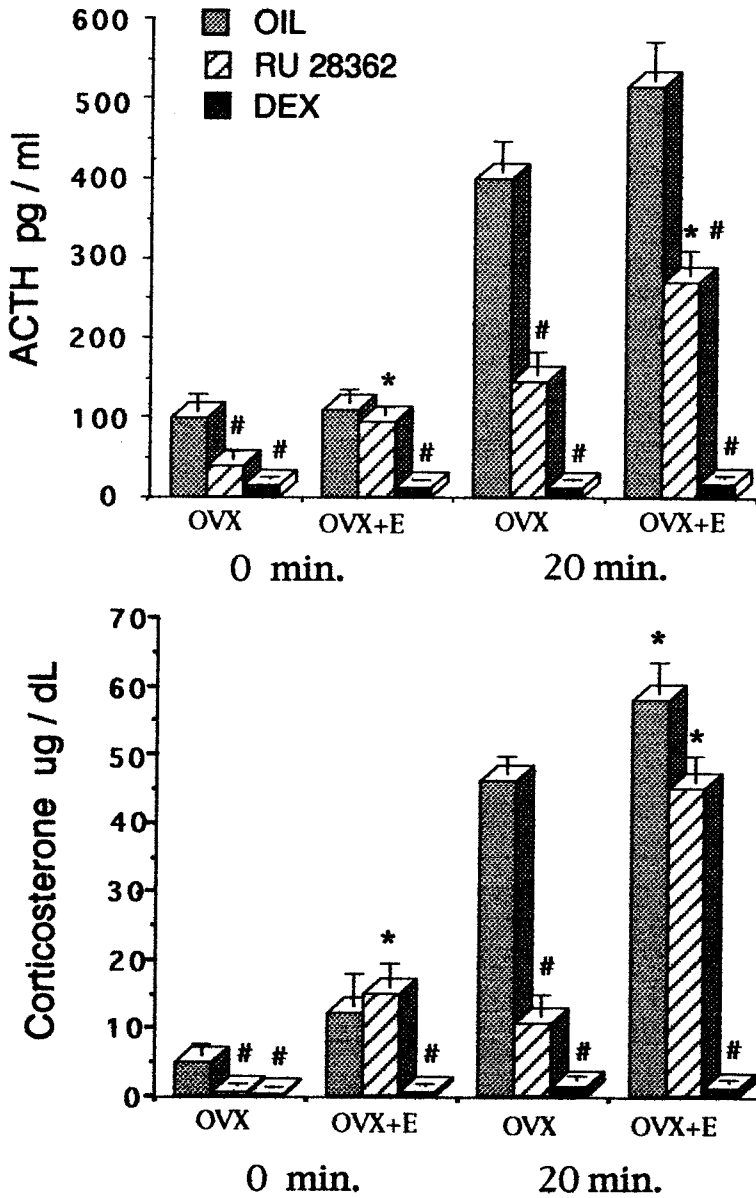 600
500
400
300
200
100
0
ACTH pg / ml
OIL
RU 28362
DEX
# # * # # # * # #
OVX OVX+E OVX OVX+E
0 min. 20 min.
70
60
50
40
30
20
10
0
Corticosterone ug / dL
# # * # # # * * #
OVX OVX+E OVX OVX+E
0 min. 20 min.